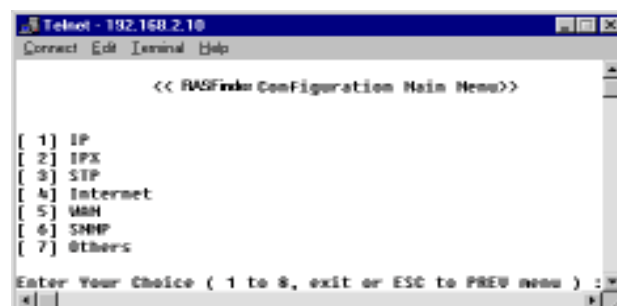 Telnet - 192.168.2.10
Connect Edit Terminal Help
<< RASFinder Configuration Main Menu>>
[ 1] IP
[ 2] IPX
[ 3] STP
[ 4] Internet
[ 5] WAN
[ 6] SNMP
[ 7] Others
Enter Your Choice ( 1 to 8, exit or ESC to PREV menu ) :